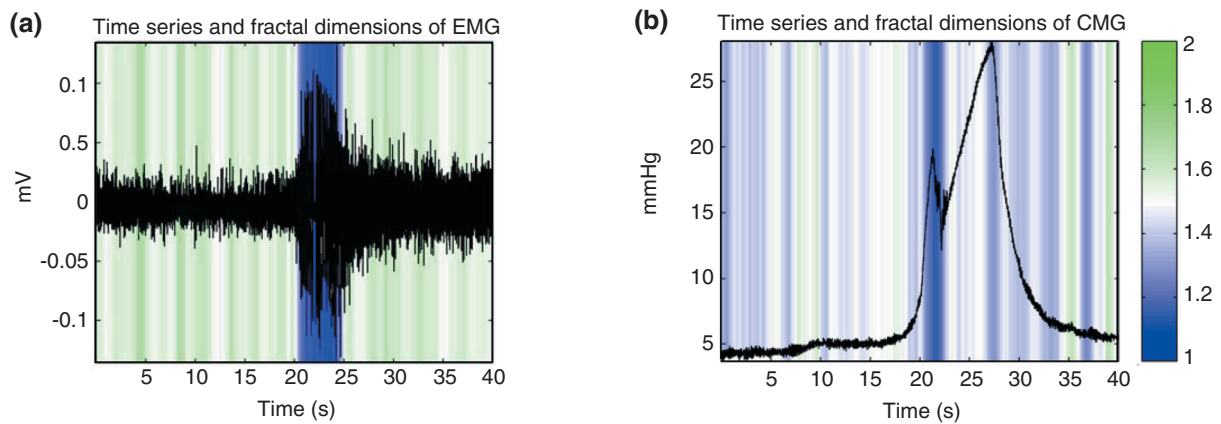 (a)
Time series and fractal dimensions of EMG
0.1
0.5
0
-0.05
-0.1
mV
5 10 15 20 25 30 35 40
Time (s)
(b)
Time series and fractal dimensions of CMG
25
20
15
10
5
mmHg
5 10 15 20 25 30 35 40
Time (s)
2
1.8
1.6
1.4
1.2
1